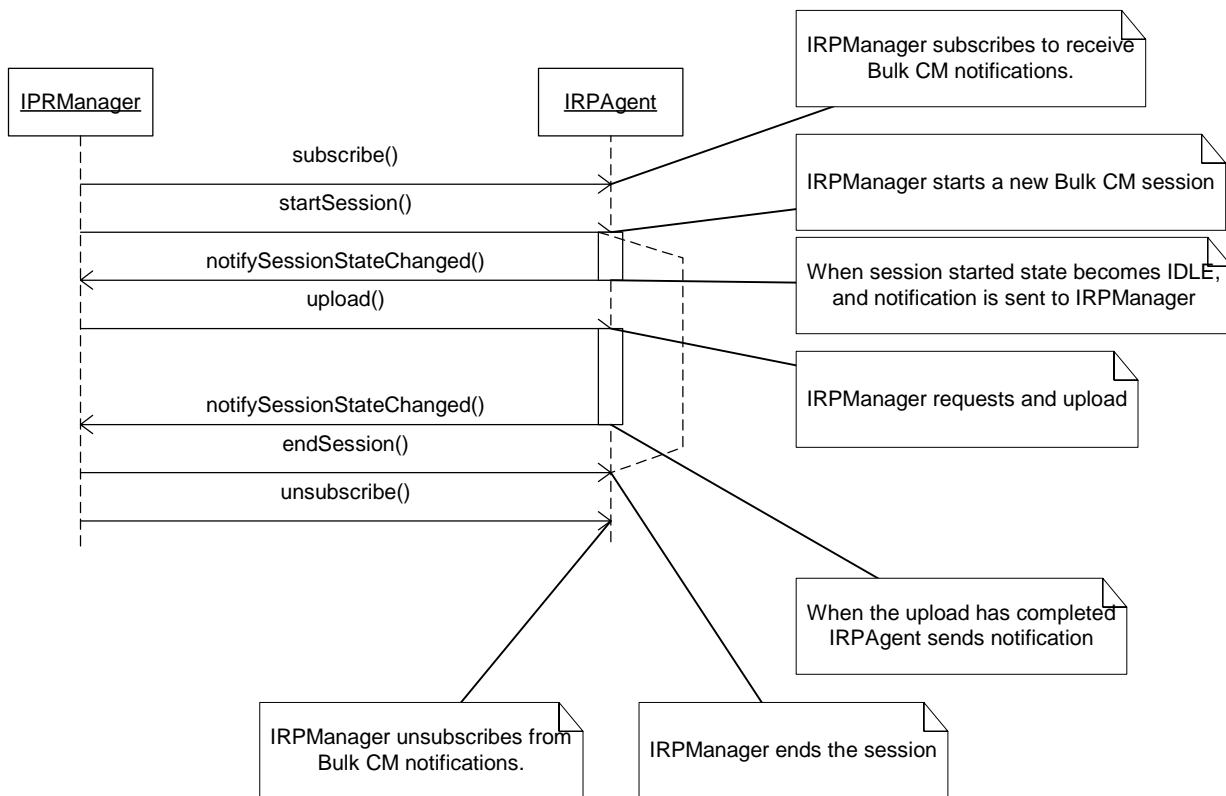 IRPManager subscribes to receive
Bulk CM notifications.
IPRManager
IRPAgent
subscribe()
IRPManager starts a new Bulk CM session
startSession()
notifySessionStateChanged()
When session started state becomes IDLE,
and notification is sent to IRPManager
upload()
IRPManager requests and upload
notifySessionStateChanged()
endSession()
unsubscribe()
When the upload has completed
IRPAgent sends notification
IRPManager unsubscribes from
Bulk CM notifications.
IRPManager ends the session